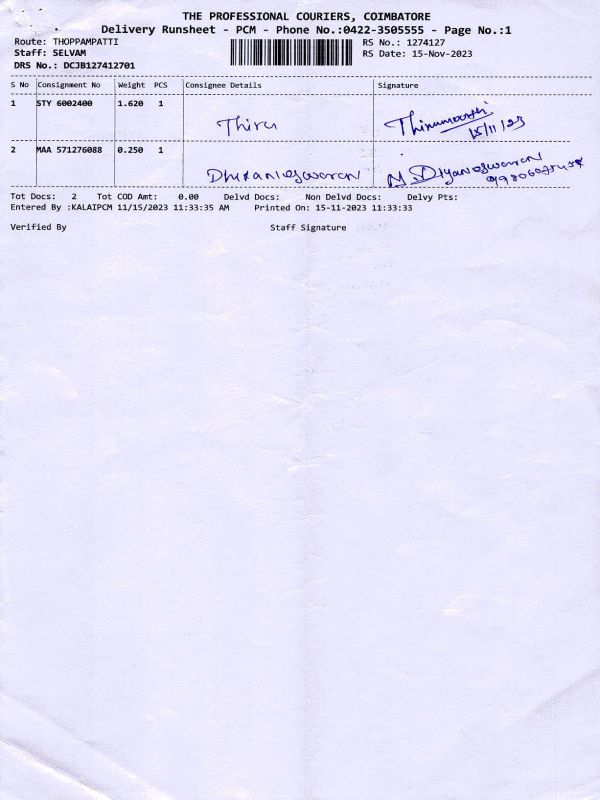 THE PROFESSIONAL COURIERS, COIMBATORE
Delivery Runsheet - PCM - Phone No.:0422-3505555 - Page No.:1
Route: THOPPAMPATTI RS No.: 1274127
Staff: SELVAM RS Date: 15-Nov-2023
DRS No.: DCJB127412701
S No Consignment No Weight PCS Consignee Details Signature
1 STY 6002400 1.620 1
Thiru Thirumoorthi
15/11/23
2 MAA 571276088 0.250 1
Tot Docs: 2 Tot COD Amt: 0.00 Delvd Docs: Non Delvd Docs: Delvy Pts:
Entered By :KALAIPCM 11/15/2023 11:33:35 AM Printed On: 15-11-2023 11:33:33
Verified By Staff Signature